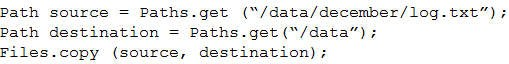 Path source = Paths.get (“/data/december/log.txt”);
Path destination = Paths.get(“/data”);
Files.copy (source, destination);